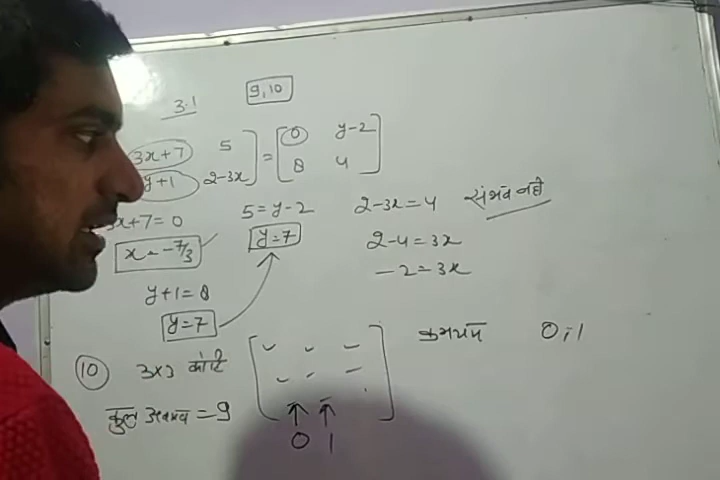 3.1 9,10
3x+7 5 = 0 y-2
y+1 2-3x 8 4
3x+7=0 5=y-2 2-3x=4 संभव नहीं
x=-7/3 y=7 2-4=3x
-2=3x
y+1=8
y=7
10 3x3 कोटि 0,1
कुल अवयव =9
0 1